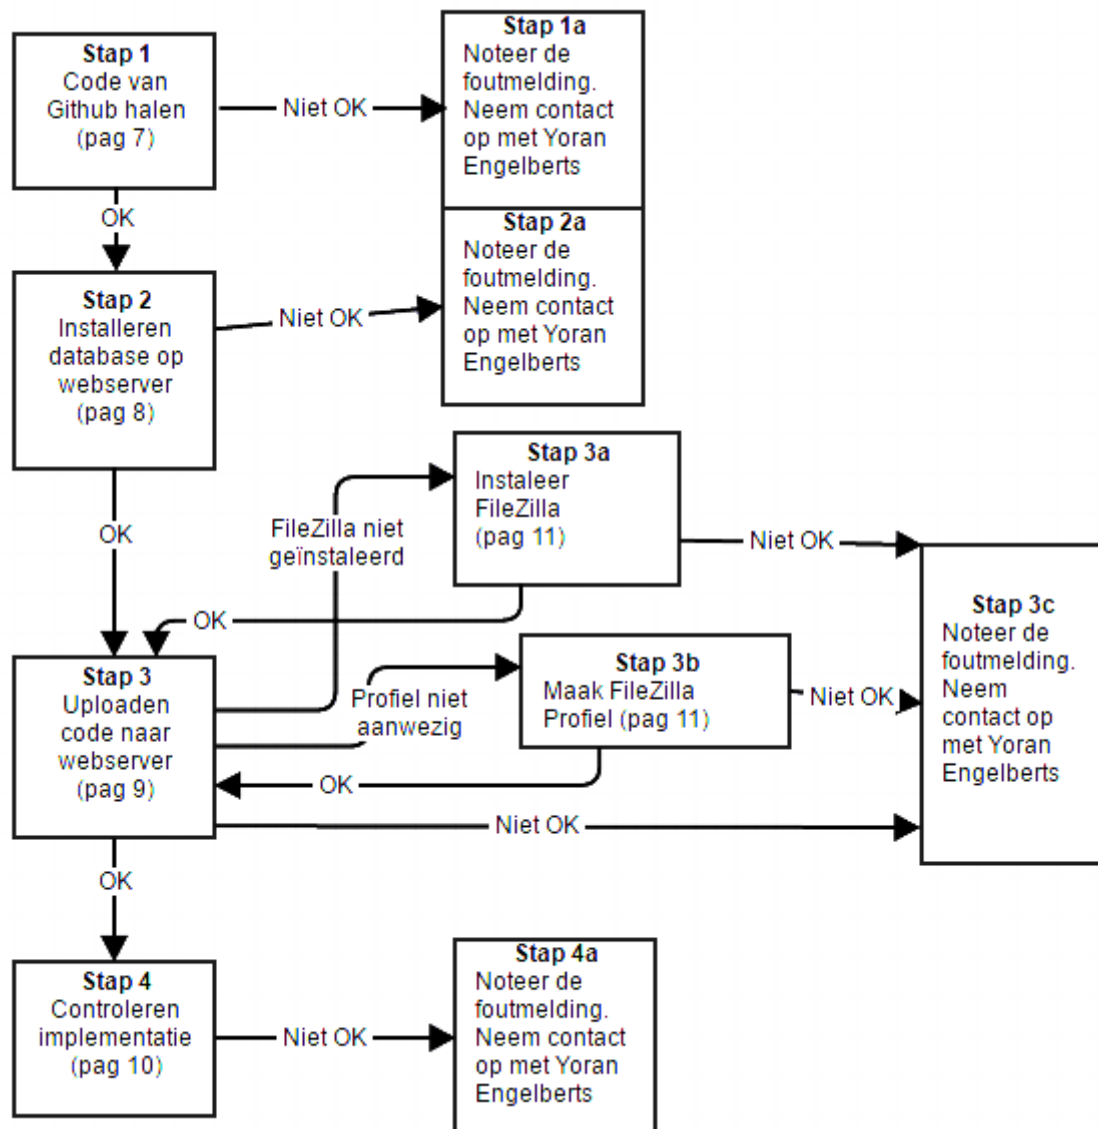 Stap 1
Code van
Github halen
(pag 7)
Niet OK
Stap 1a
Noteer de
foutmelding.
Neem contact
op met Yoran
Engelberts
OK
Stap 2
Installeren
database op
webserver
(pag 8)
Niet OK
Stap 2a
Noteer de
foutmelding.
Neem contact
op met Yoran
Engelberts
OK
FileZilla niet
geïnstaleerd
Stap 3a
Instaleer
FileZilla
(pag 11)
Niet OK
OK
Stap 3
Uploaden
code naar
webserver
(pag 9)
Profiel niet
aanwezig
Stap 3b
Maak FileZilla
Profiel (pag 11)
Niet OK
OK
Niet OK
Stap 3c
Noteer de
foutmelding.
Neem
contact op
met Yoran
Engelberts
OK
Stap 4
Controleren
implementatie
(pag 10)
Niet OK
Stap 4a
Noteer de
foutmelding.
Neem contact
op met Yoran
Engelberts